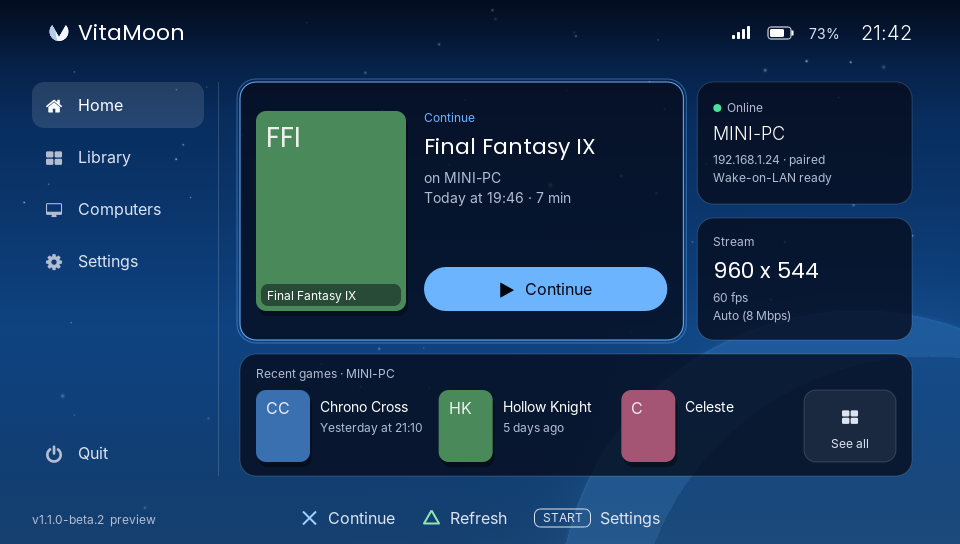 VitaMoon
73%
21:42
Home
Library
Computers
Settings
Quit
v1.1.0-beta.2 preview
FFI
Final Fantasy IX
Continue
Final Fantasy IX
on MINI-PC
Today at 19:46 · 7 min
Continue
Online
MINI-PC
192.168.1.24 · paired
Wake-on-LAN ready
Stream
960 x 544
60 fps
Auto (8 Mbps)
Recent games · MINI-PC
CC
Chrono Cross
Yesterday at 21:10
HK
Hollow Knight
5 days ago
C
Celeste
See all
Continue
Refresh
START
Settings